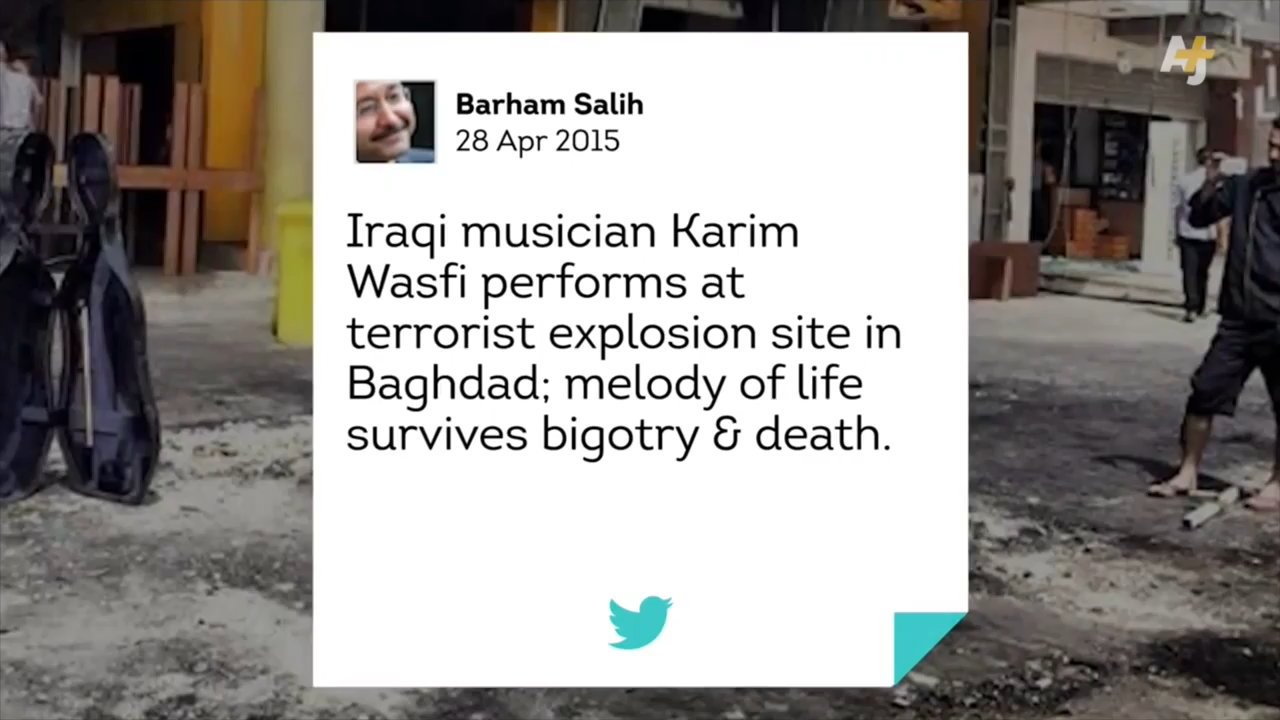 AJ+
Barham Salih
28 Apr 2015
Iraqi musician Karim
Wasfi performs at
terrorist explosion site in
Baghdad; melody of life
survives bigotry & death.